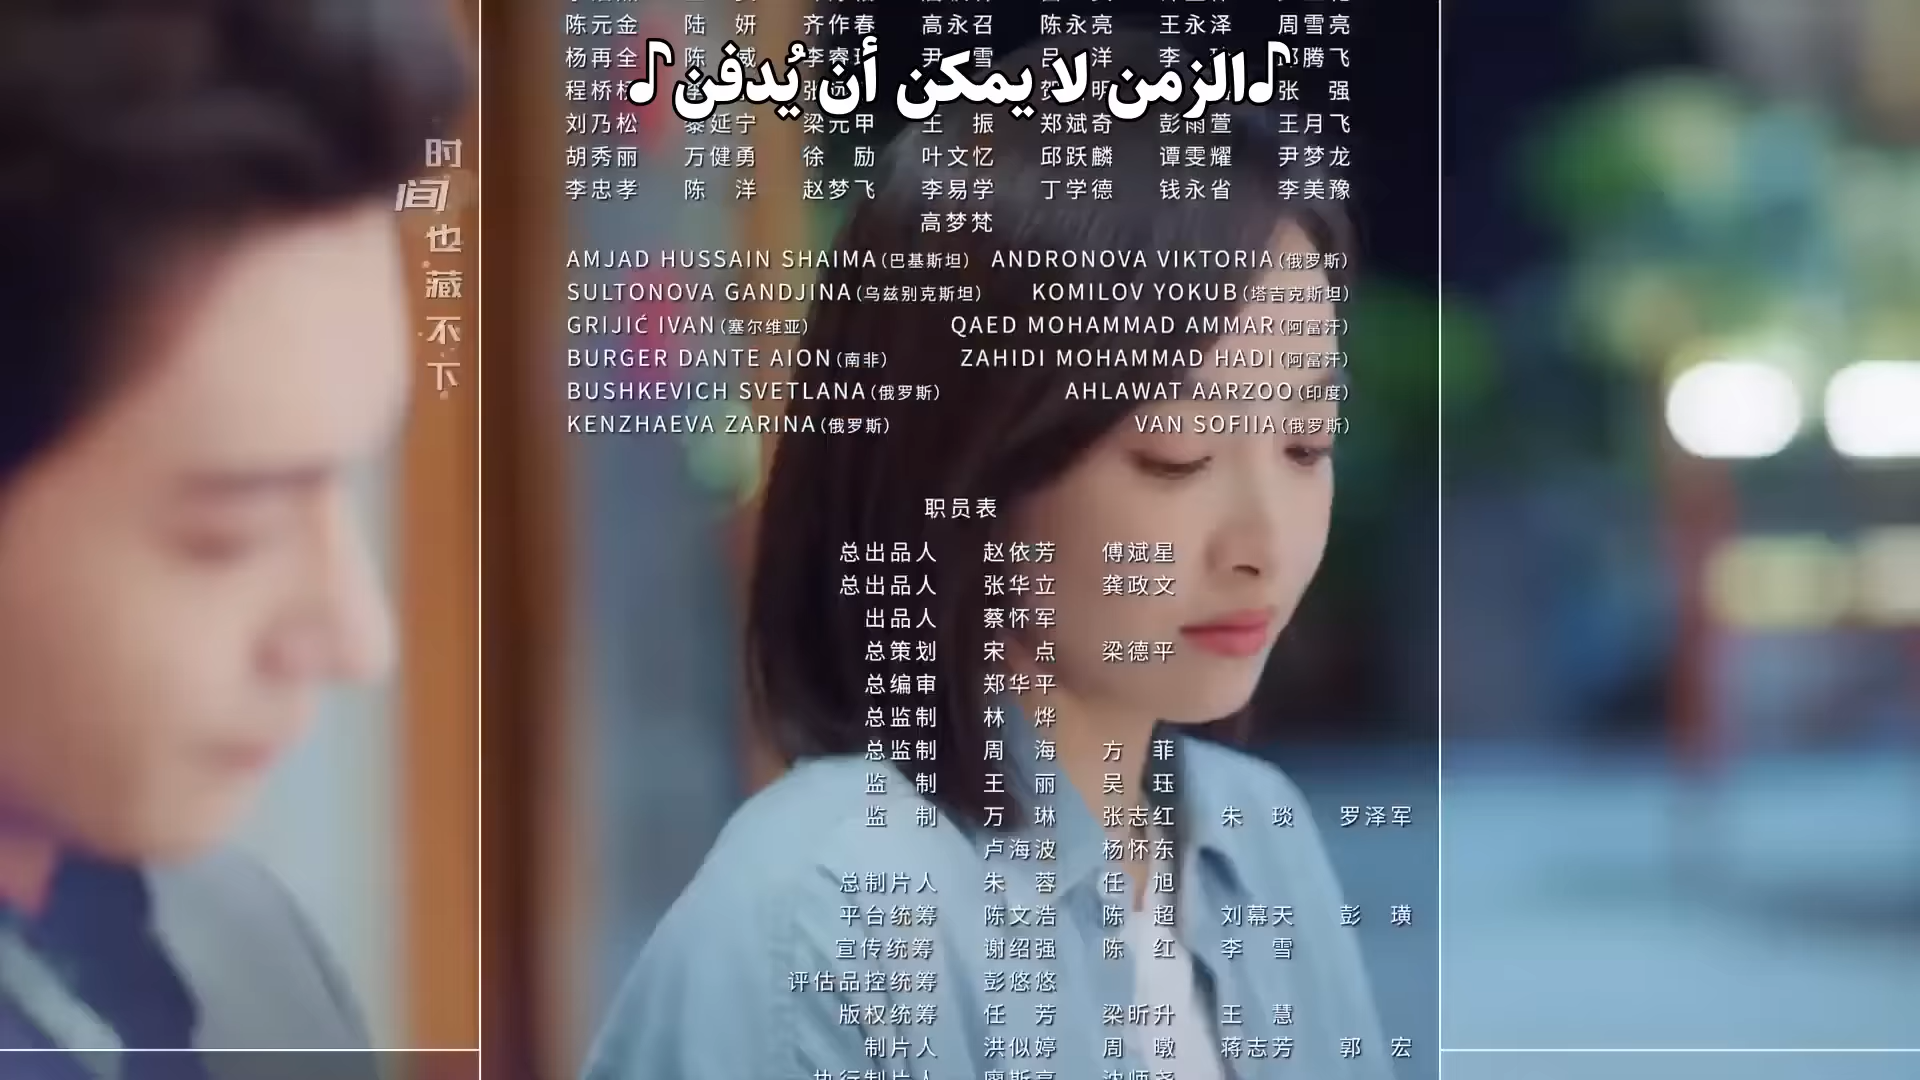 陈元金 陆 妍 齐作春 高永召 陈永亮 王永泽 周雪亮
♪الزمن لا يمكن أن يُدفن♪
杨再全 陈 威 李睿 尹 雪 吕 洋 李 腾飞
程桥 张 强
刘乃松 黎延宁 梁元甲 王 振 郑斌奇 彭雨萱 王月飞
胡秀丽 万健勇 徐 励 叶文忆 邱跃麟 谭雯耀 尹梦龙
李忠孝 陈 洋 赵梦飞 李易学 丁学德 钱永省 李美豫
高梦梵
AMJAD HUSSAIN SHAIMA(巴基斯坦) ANDRONOVA VIKTORIA(俄罗斯)
SULTONOVA GANDJINA(乌兹别克斯坦) KOMILOV YOKUB(塔吉克斯坦)
GRIJIĆ IVAN(塞尔维亚) QAED MOHAMMAD AMMAR(阿富汗)
BURGER DANTE AION(南非) ZAHIDI MOHAMMAD HADI(阿富汗)
BUSHKEVICH SVETLANA(俄罗斯) AHLAWAT AARZOO(印度)
KENZHAEVA ZARINA(俄罗斯) VAN SOFIIA(俄罗斯)
时间也藏不下
职员表
总出品人 赵依芳 傅斌星
总出品人 张华立 龚政文
出品人 蔡怀军
总策划 宋 点 梁德平
总编审 郑华平
总监制 林 烨
总监制 周 海 方 菲
监 制 王 丽 吴 珏
监 制 万 琳 张志红 朱 琰 罗泽军
卢海波 杨怀东
总制片人 朱 蓉 任 旭
平台统筹 陈文浩 陈 超 刘幕天 彭 璜
宣传统筹 谢绍强 陈 红 李 雪
评估品控统筹 彭悠悠
版权统筹 任 芳 梁昕升 王 慧
制片人 洪似婷 周 暾 蒋志芳 郭 宏
执行制片人